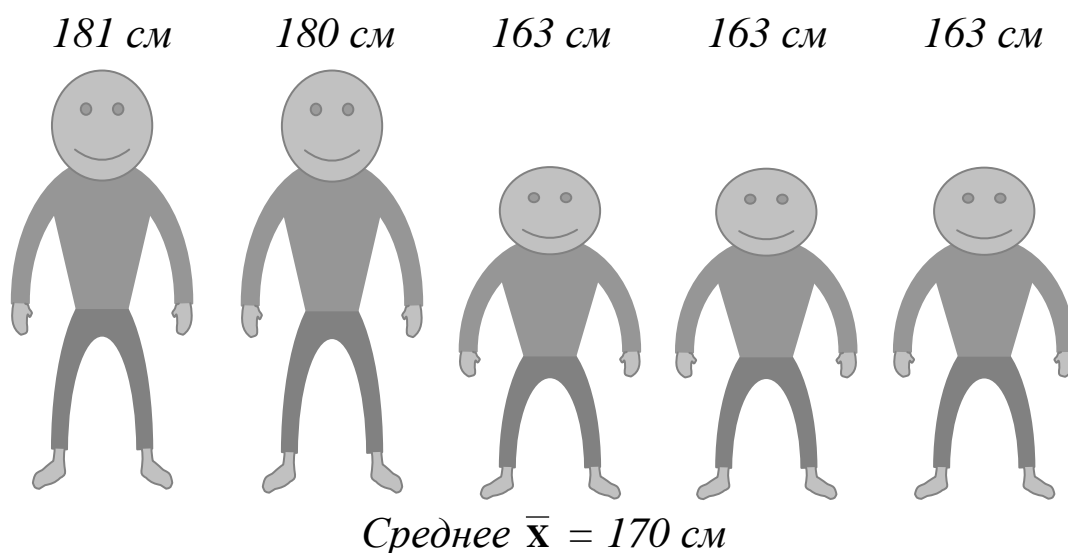 181 см 180 см 163 см 163 см 163 см
Среднее x̄ = 170 см